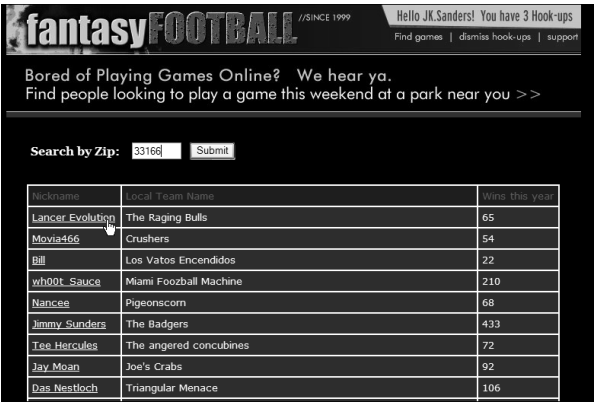 fantasy FOOTBALL //SINCE 1999
Hello JK.Sanders! You have 3 Hook-ups
Find games | dismiss hook-ups | support
Bored of Playing Games Online? We hear ya.
Find people looking to play a game this weekend at a park near you >>
Search by Zip: 33166 Submit
Nickname Local Team Name Wins this year
Lancer Evolution The Raging Bulls 65
Movia466 Crushers 54
Bill Los Vatos Encendidos 22
wh00t_Sauce Miami Foozball Machine 210
Nancee Pigeonscorn 68
Jimmy Sunders The Badgers 433
Tee Hercules The angered concubines 72
Jay Moan Joe's Crabs 92
Das Nestloch Triangular Menace 106